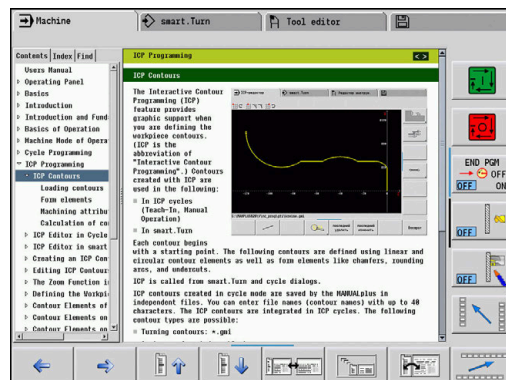 Machine
smart.Turn
Tool editor
Contents Index Find
Users Manual
Operating Panel
Basics
Introduction
Introduction and Fund
Basics of Operation
Machine Mode of Opera
Cycle Programming
ICP Programming
ICP Contours
Loading contours
Form elements
Machining attribu
Calculation of co
ICP Editor in Cycle
ICP Editor in smart
Creating an ICP Con
Editing ICP Contour
The Zoom Function i
Defining the Workpi
Contour Elements of
Contour Elements on
Contour Elements on
ICP Programming
ICP Contours
The Interactive Contour
Programming (ICP)
feature provides
graphic support when
you are defining the
workpiece contours.
(ICP is the
abbreviation of
"Interactive Contour
Programming".) Contours
created with ICP are
used in the following:
In ICP cycles
(Teach-In, Manual
Operation)
In smart.Turn
Each contour begins
with a starting point. The following contours are defined using linear and
circular contour elements as well as form elements like chamfers, rounding
arcs, and undercuts.
ICP is called from smart.Turn and cycle dialogs.
ICP contours created in cycle mode are saved by the MANUALplus in
independent files. You can enter file names (contour names) with up to 40
characters. The ICP contours are integrated in ICP cycles. The following
contour types are possible:
Turning contours: *.gmi
END PGM
OFF
OFF ON
OFF
OFF